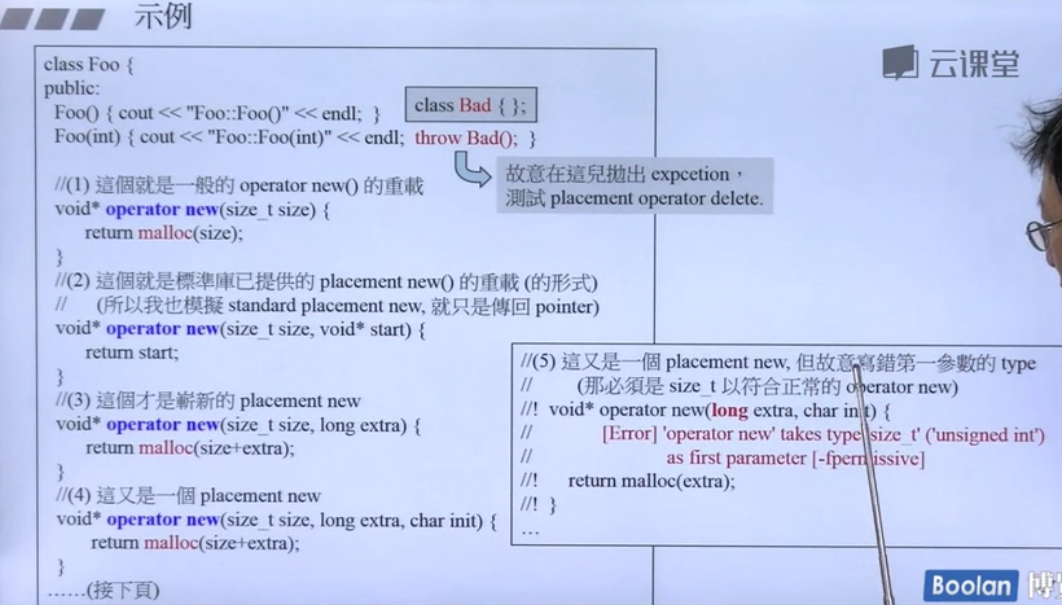 示例
云课堂
class Foo {
public:
Foo() { cout << "Foo::Foo()" << endl; }
class Bad { };
Foo(int) { cout << "Foo::Foo(int)" << endl; throw Bad(); }
故意在這兒拋出 expcetion，
測試 placement operator delete.
//(1) 這個就是一般的 operator new() 的重載
void* operator new(size_t size) {
return malloc(size);
}
//(2) 這個就是標準庫已提供的 placement new() 的重載 (的形式)
// (所以我也模擬 standard placement new, 就只是傳回 pointer)
void* operator new(size_t size, void* start) {
return start;
}
//(3) 這個才是嶄新的 placement new
void* operator new(size_t size, long extra) {
return malloc(size+extra);
}
//(4) 這又是一個 placement new
void* operator new(size_t size, long extra, char init) {
return malloc(size+extra);
}
......(接下頁)
//(5) 這又是一個 placement new, 但故意寫錯第一參數的 type
// (那必須是 size_t 以符合正常的 operator new)
//! void* operator new(long extra, char init) {
// [Error] 'operator new' takes type 'size_t' ('unsigned int')
// as first parameter [-fpermissive]
//! return malloc(extra);
//! }
...
Boolan 博